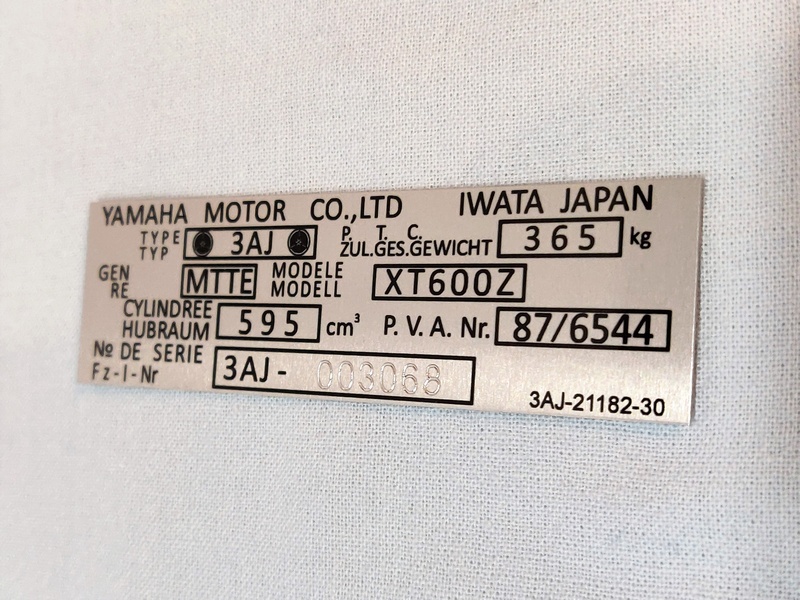 YAMAHA MOTOR CO.,LTD IWATA JAPAN
TYPE 3AJ P. T. C. 365 kg
TYP ZUL.GES.GEWICHT
GEN MTTE MODELE XT600Z
RE MODELL
CYLINDREE 595 cm³ P. V. A. Nr. 87/6544
HUBRAUM
Nº DE SERIE 3AJ- 003068
Fz-I-Nr
3AJ-21182-30